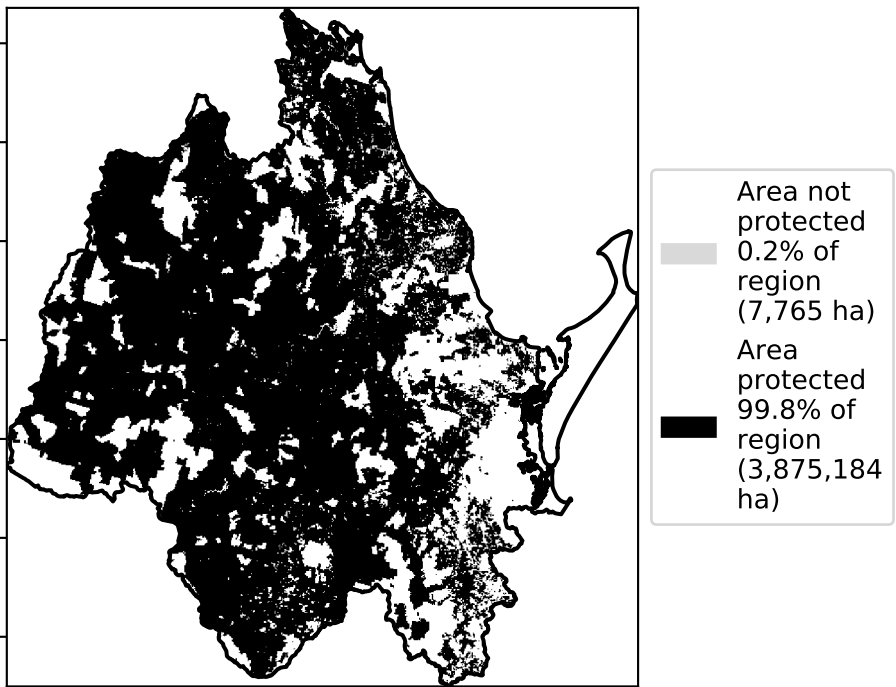 Area not
protected
0.2% of
region
(7,765 ha)
Area
protected
99.8% of
region
(3,875,184
ha)